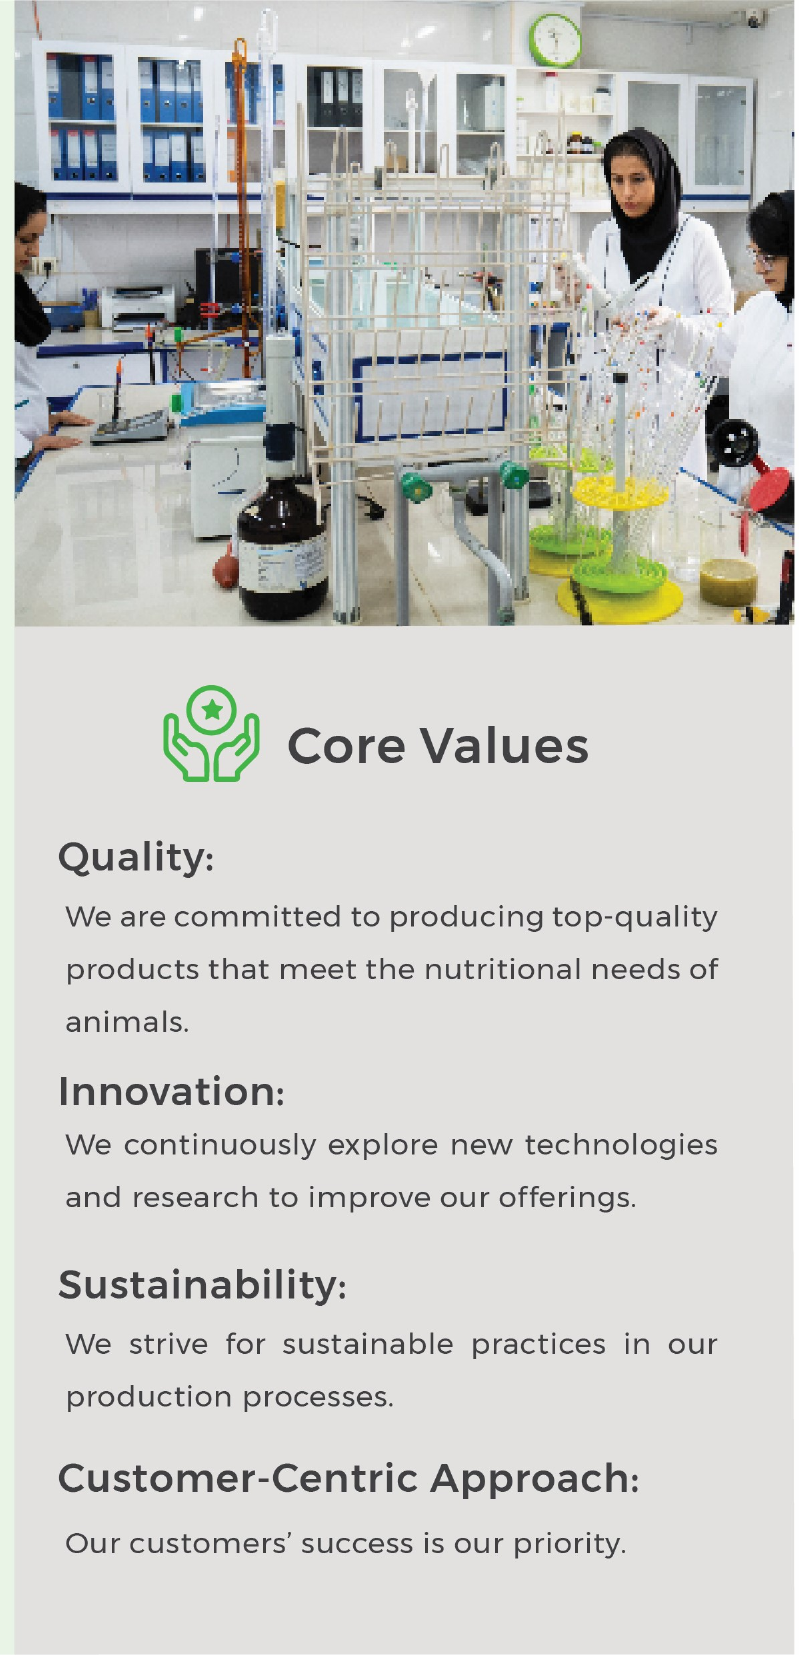 Core Values
Quality:
We are committed to producing top-quality
products that meet the nutritional needs of
animals.
Innovation:
We continuously explore new technologies
and research to improve our offerings.
Sustainability:
We strive for sustainable practices in our
production processes.
Customer-Centric Approach:
Our customers’ success is our priority.